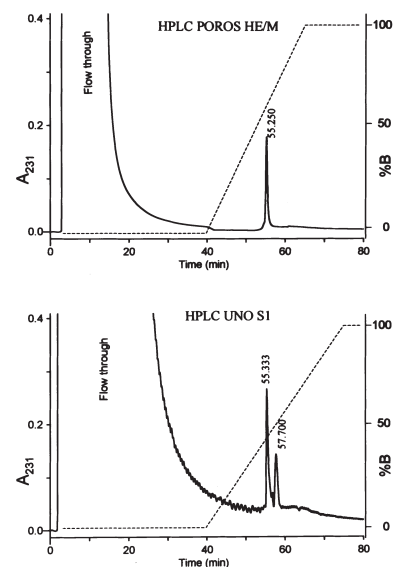 HPLC POROS HE/M
0.4
100
Flow through
55.250
0.2
50
A231
%B
0.0
0
0
20
40
60
80
Time (min)
HPLC UNO S1
0.4
100
Flow through
55.333
57.700
0.2
50
A231
%B
0.0
0
0
20
40
60
80
Time (min)